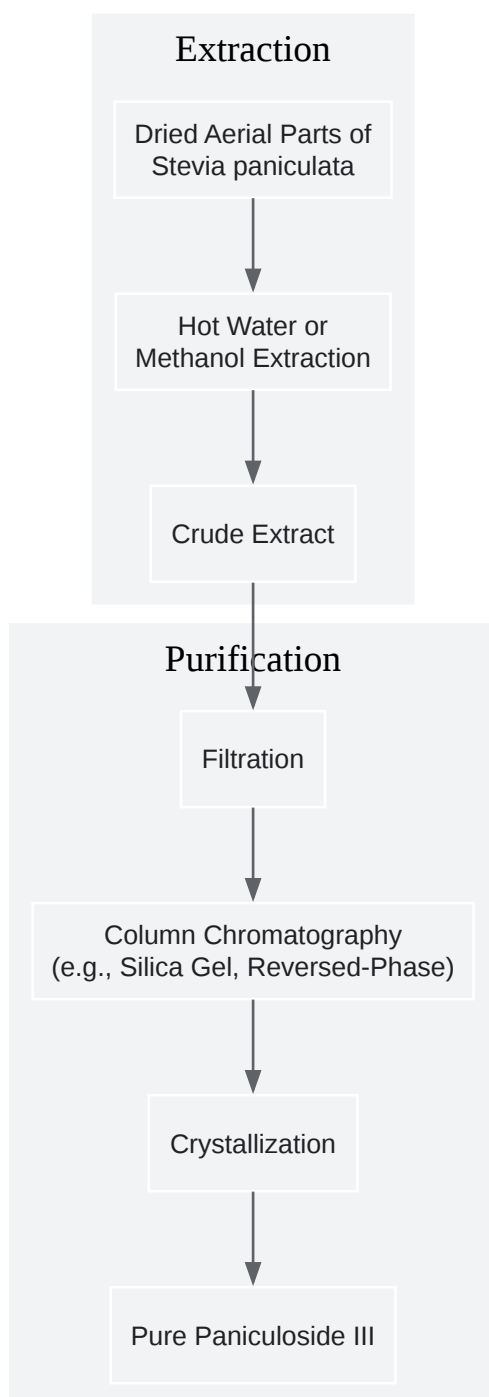 Extraction
Dried Aerial Parts of
Stevia paniculata
Hot Water or
Methanol Extraction
Crude Extract
Purification
Filtration
Column Chromatography
(e.g., Silica Gel, Reversed-Phase)
Crystallization
Pure Paniculoside III